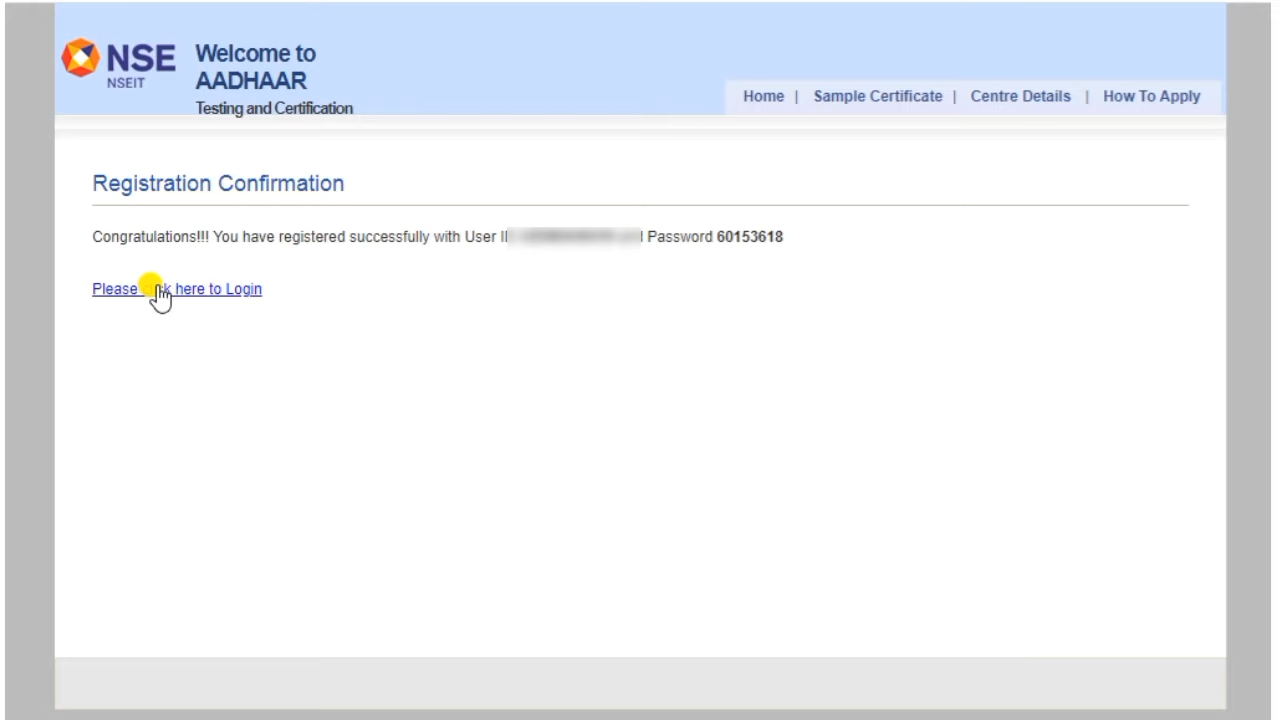 NSE
NSEIT
Welcome to
AADHAAR
Testing and Certification
Home | Sample Certificate | Centre Details | How To Apply
Registration Confirmation
Congratulations!!! You have registered successfully with User Password 60153618
Please click here to Login